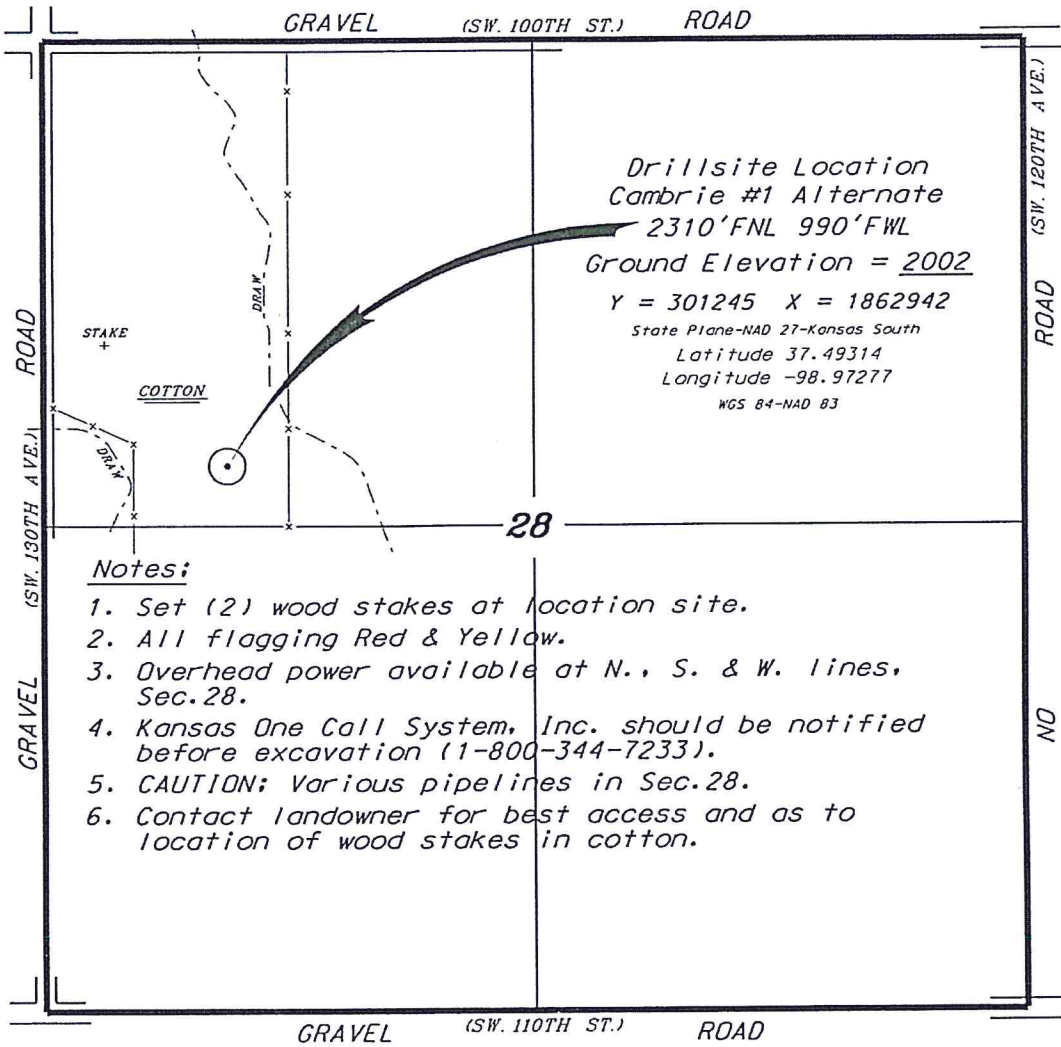 GRAVEL (SW. 100TH ST.) ROAD
(SW. 120TH AVE.)
ROAD
NO
Drillsite Location
Cambrie #1 Alternate
2310'FNL 990'FWL
Ground Elevation = 2002
Y = 301245 X = 1862942
State Plane-NAD 27-Kansas South
Latitude 37.49314
Longitude -98.97277
WGS 84-NAD 83
DRAW
STAKE
COTTON
DRAW
ROAD
(SW. 130TH AVE.)
GRAVEL
28
Notes:
1. Set (2) wood stakes at location site.
2. All flagging Red & Yellow.
3. Overhead power available at N., S. & W. lines,
Sec.28.
4. Kansas One Call System, Inc. should be notified
before excavation (1-800-344-7233).
5. CAUTION: Various pipelines in Sec.28.
6. Contact landowner for best access and as to
location of wood stakes in cotton.
GRAVEL (SW. 110TH ST.) ROAD